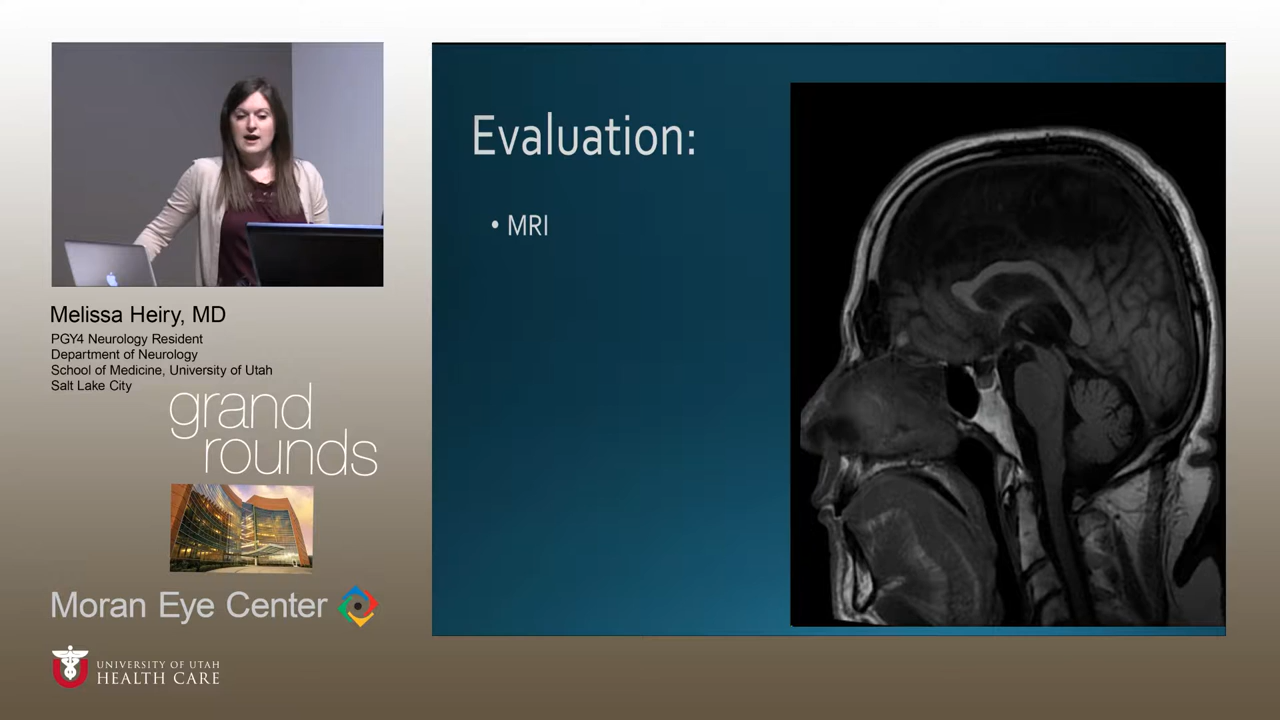 Evaluation:
• MRI
Melissa Heiry, MD
PGY4 Neurology Resident
Department of Neurology
School of Medicine, University of Utah
Salt Lake City
grand
rounds
Moran Eye Center
UNIVERSITY OF UTAH
HEALTH CARE